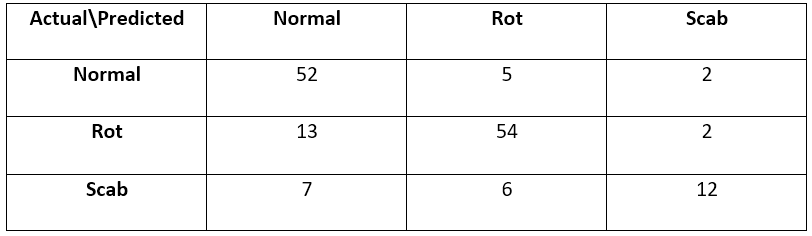 Actual\Predicted Normal Rot Scab
Normal 52 5 2
Rot 13 54 2
Scab 7 6 12